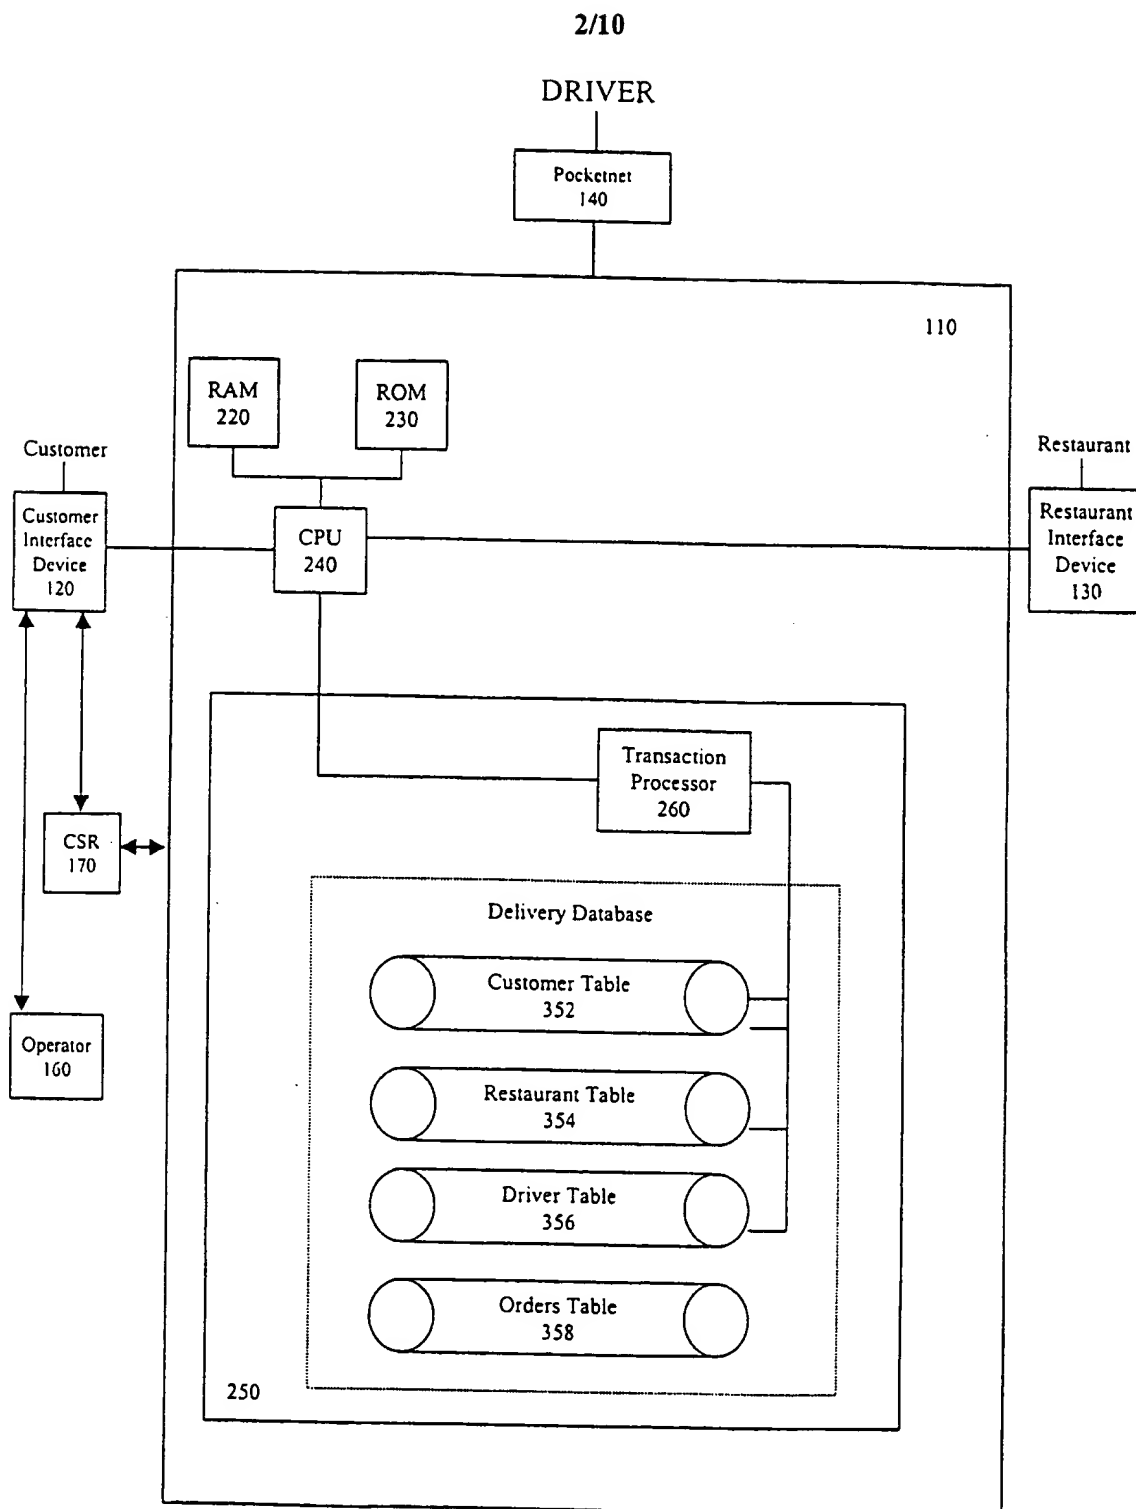 2/10
DRIVER
Pocketnet
140
110
RAM
220
ROM
230
Customer
Restaurant
Customer
Interface
Device
120
CPU
240
Restaurant
Interface
Device
130
Transaction
Processor
260
CSR
170
Delivery Database
Customer Table
352
Operator
160
Restaurant Table
354
Driver Table
356
Orders Table
358
250